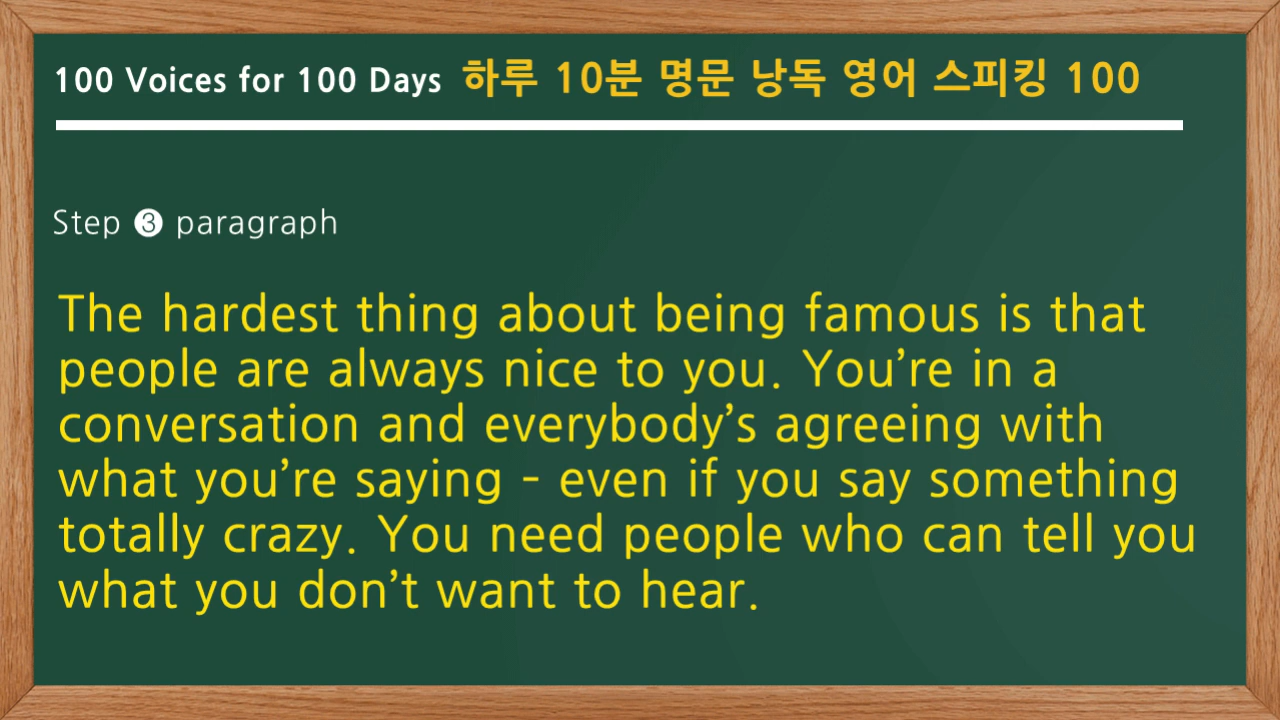 100 Voices for 100 Days 하루 10분 명문 낭독 영어 스피킹 100
Step ❸ paragraph
The hardest thing about being famous is that
people are always nice to you. You’re in a
conversation and everybody’s agreeing with
what you’re saying – even if you say something
totally crazy. You need people who can tell you
what you don’t want to hear.